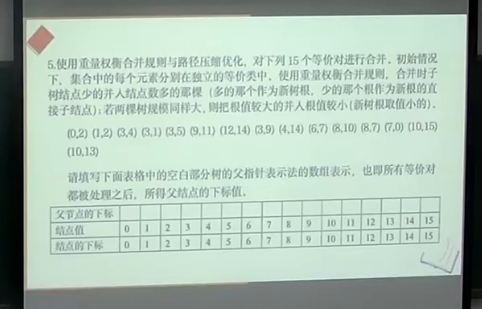 5.使用重量权衡合并规则与路径压缩优化，对下列15个等价对进行合并。初始情况
下，集合中的每个元素分别在独立的等价类中。使用重量权衡合并规则，合并时子
树结点少的并入结点数多的那棵（多的那个作为新树根，少的那个根作为新根的直
接子结点）；若两棵树规模同样大，则把根值较大的并入根值较小（新树根取值小的）。
(0,2) (1,2) (3,4) (3,1) (3,5) (9,11) (12,14) (3,9) (4,14) (6,7) (8,10) (8,7) (7,0) (10,15)
(10,13)
请填写下面表格中的空白部分树的父指针表示法的数组表示，也即所有等价对
都被处理之后，所得父结点的下标值。
父节点的下标
结点值 0 1 2 3 4 5 6 7 8 9 10 11 12 13 14 15
结点的下标 0 1 2 3 4 5 6 7 8 9 10 11 12 13 14 15